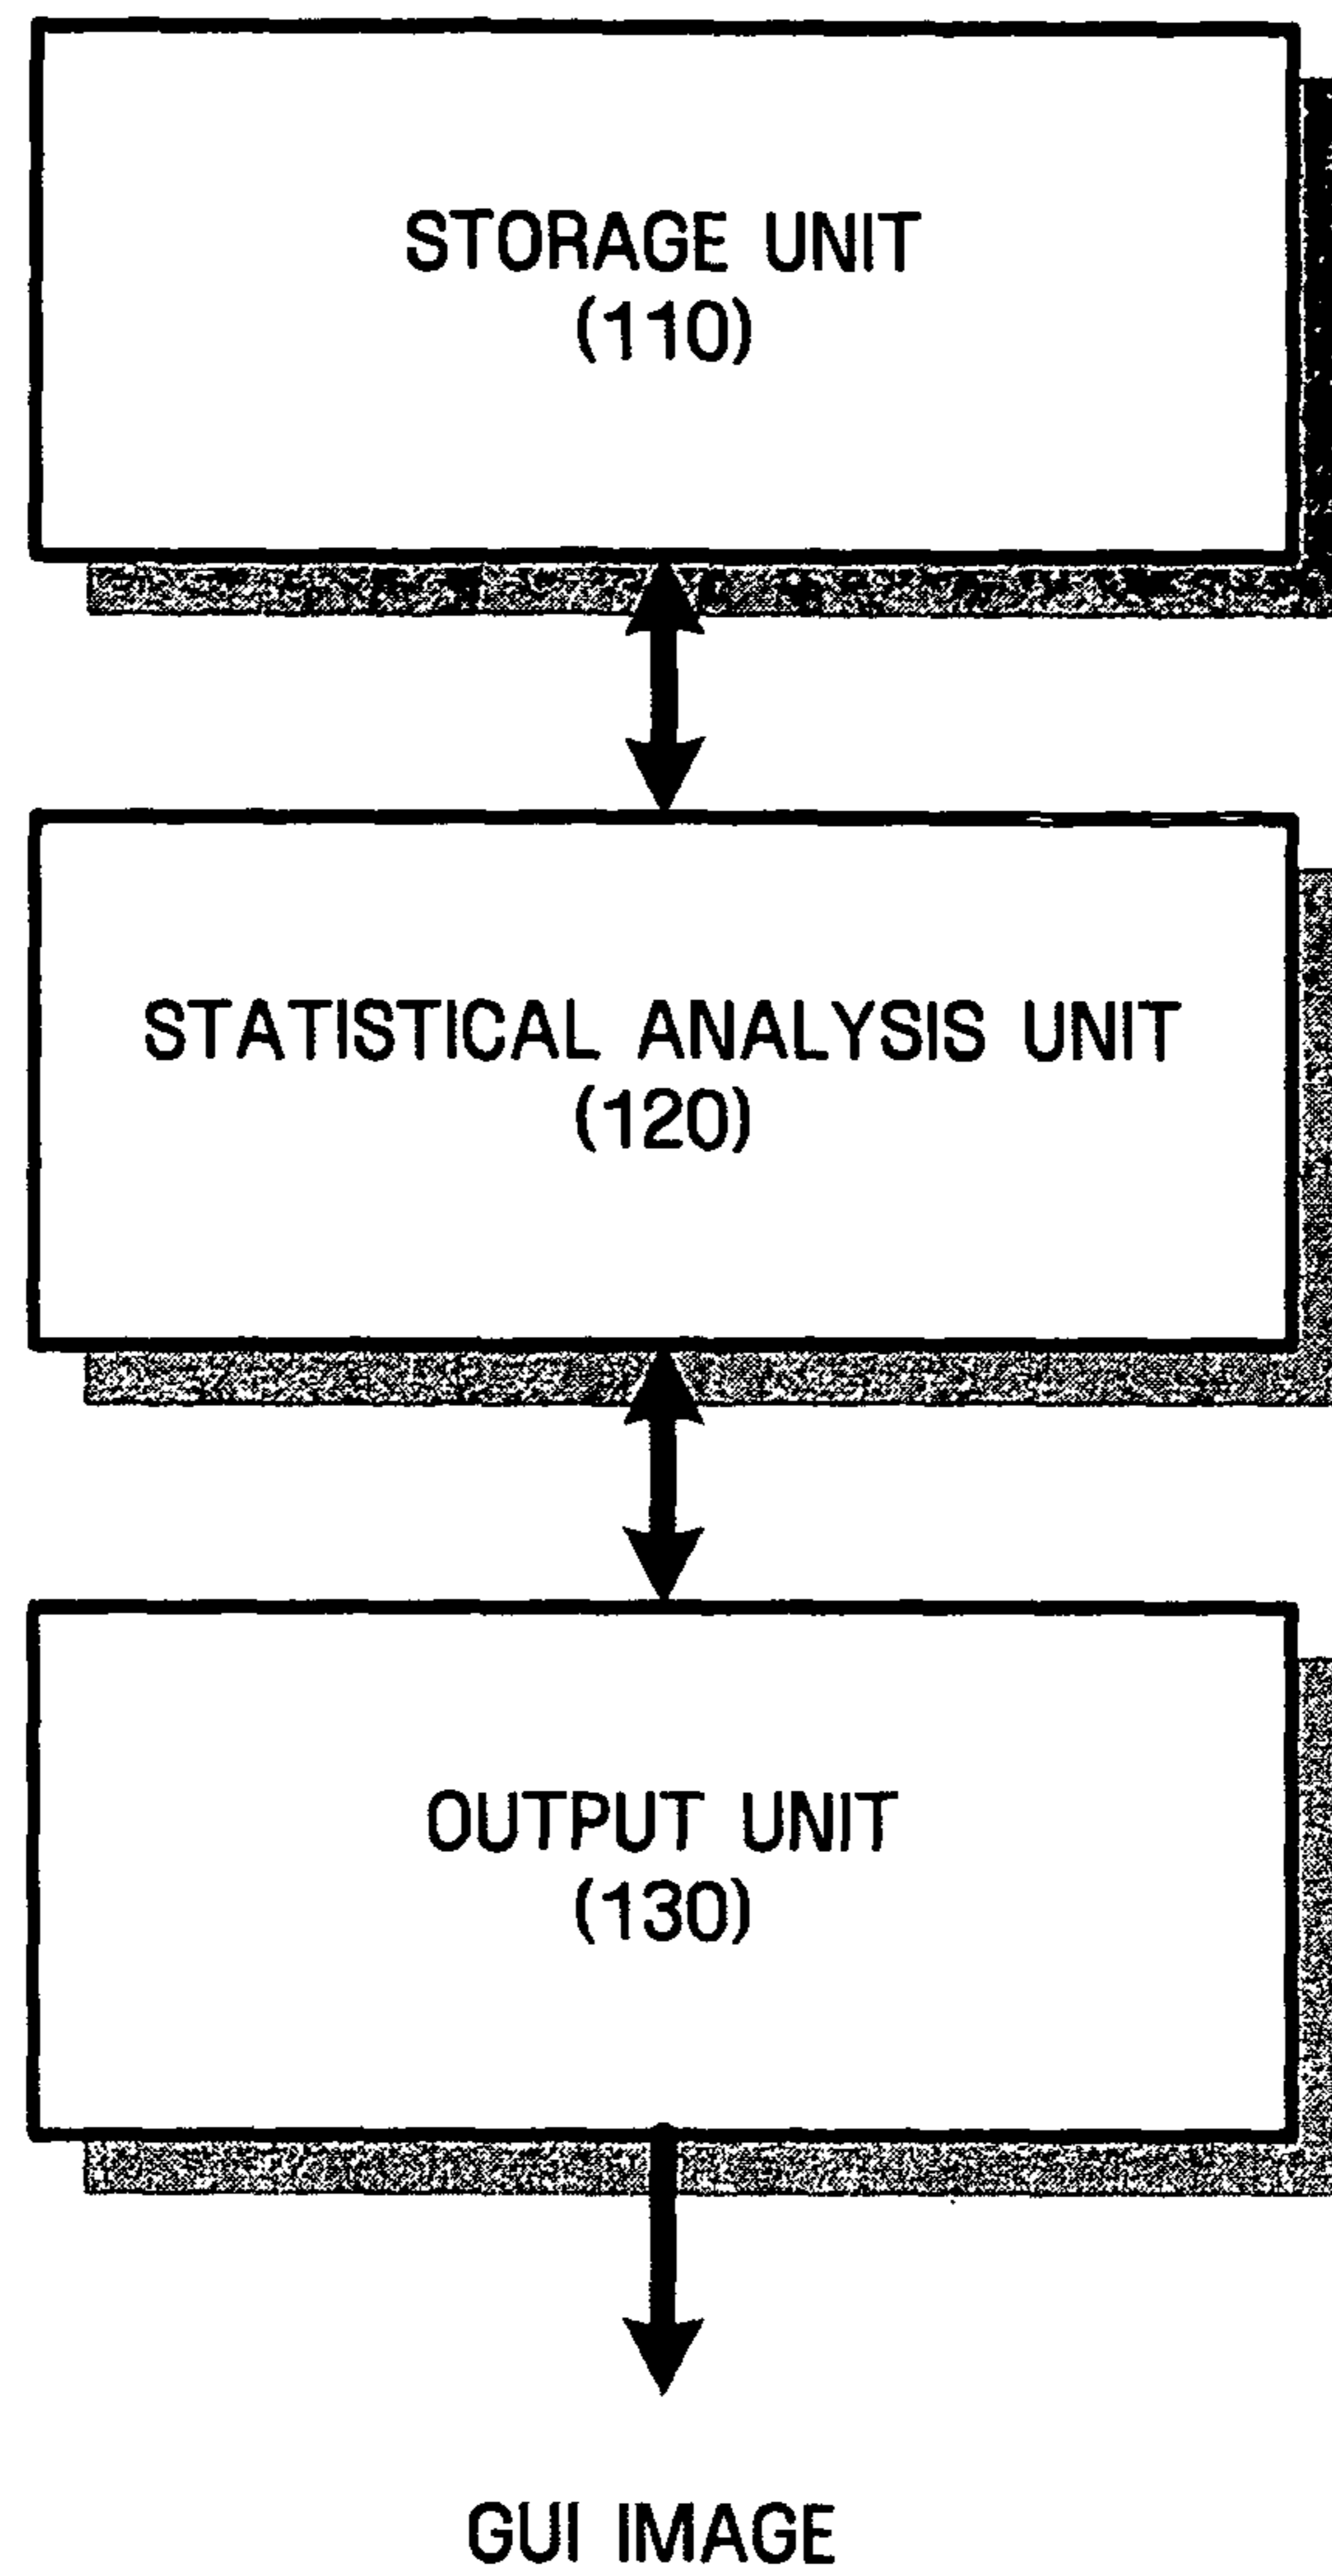 STORAGE UNIT
(110)
STATISTICAL ANALYSIS UNIT
(120)
OUTPUT UNIT
(130)
GUI IMAGE